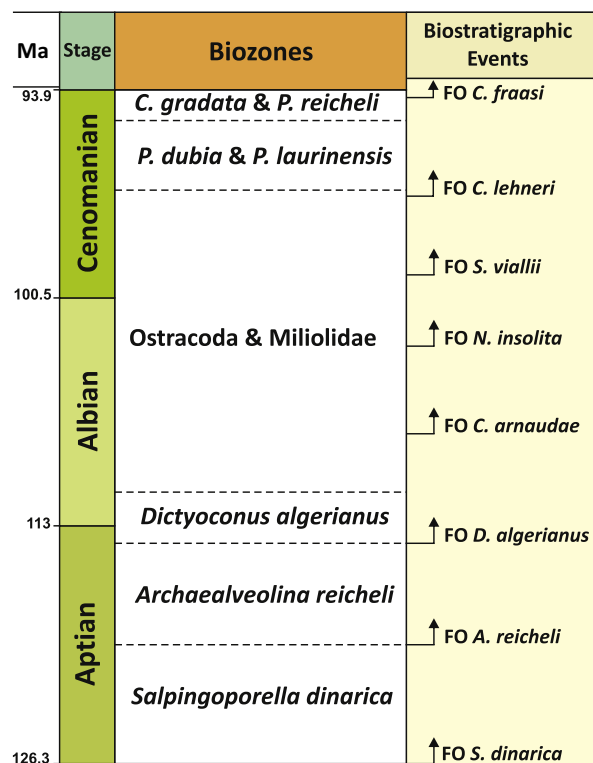 Ma
Stage
Biozones
Biostratigraphic
Events
93.9
C. gradata & P. reicheli
FO C. fraasi
P. dubia & P. laurinensis
Cenomanian
FO C. lehneri
FO S. viallii
100.5
Ostracoda & Miliolidae
FO N. insolita
Albian
FO C. arnaudae
Dictyoconus algerianus
113
FO D. algerianus
Archaealveolina reicheli
Aptian
FO A. reicheli
Salpingoporella dinarica
126.3
FO S. dinarica